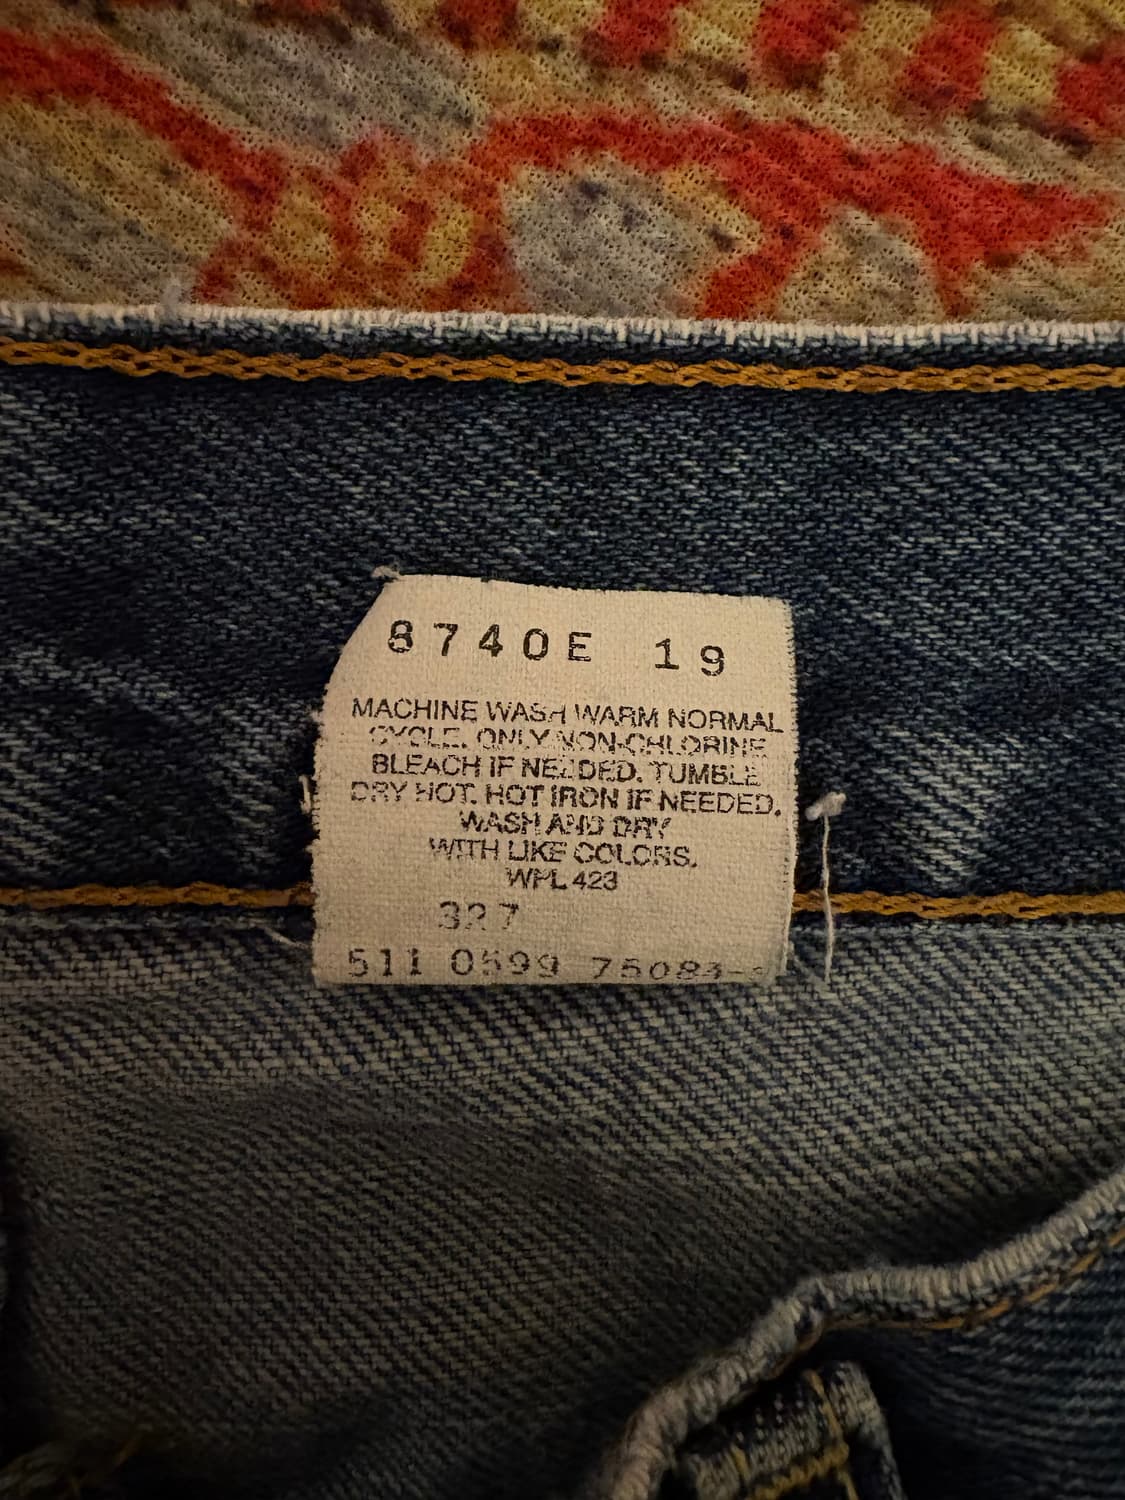 8740E 19
MACHINE WASH WARM NORMAL
CYCLE. ONLY NON-CHLORINE
BLEACH IF NEEDED. TUMBLE
DRY HOT. HOT IRON IF NEEDED.
WASH AND DRY
WITH LIKE COLORS.
WPL 423
327
511 0599